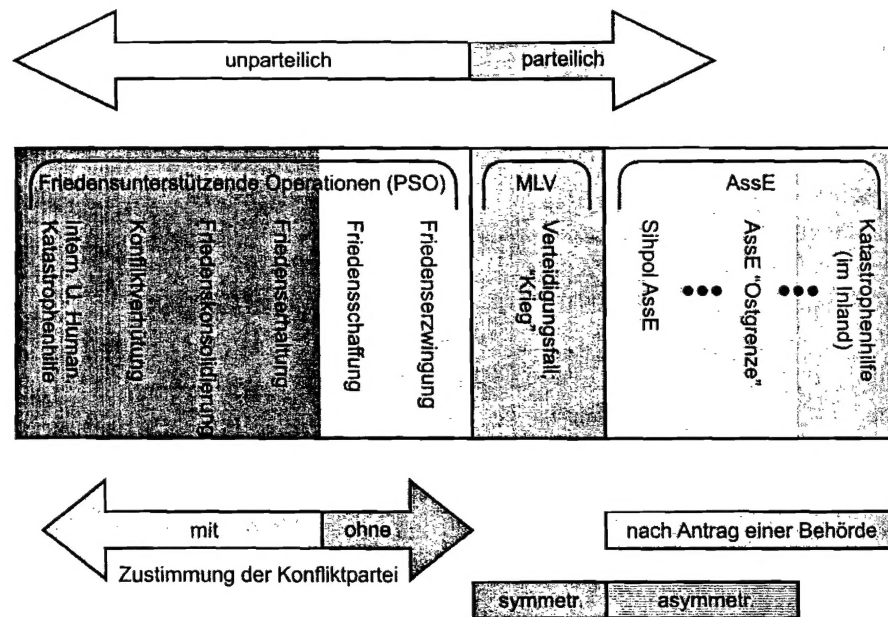 unparteilich
parteilich
Friedensunterstützende Operationen (PSO)
MLV
AssE
Intern. U. Human.
Katastrophenhilfe
Konfliktverhütung
Friedenskonsolidierung
Friedenserhaltung
Friedensschaffung
Friedenserzwingung
Verteidigungsfall;
"Krieg"
Sihpol AssE
AssE "Ostgrenze"
Katastrophenhilfe
(im Inland)
mit
ohne
Zustimmung der Konfliktpartei
nach Antrag einer Behörde
symmetr.
asymmetr.